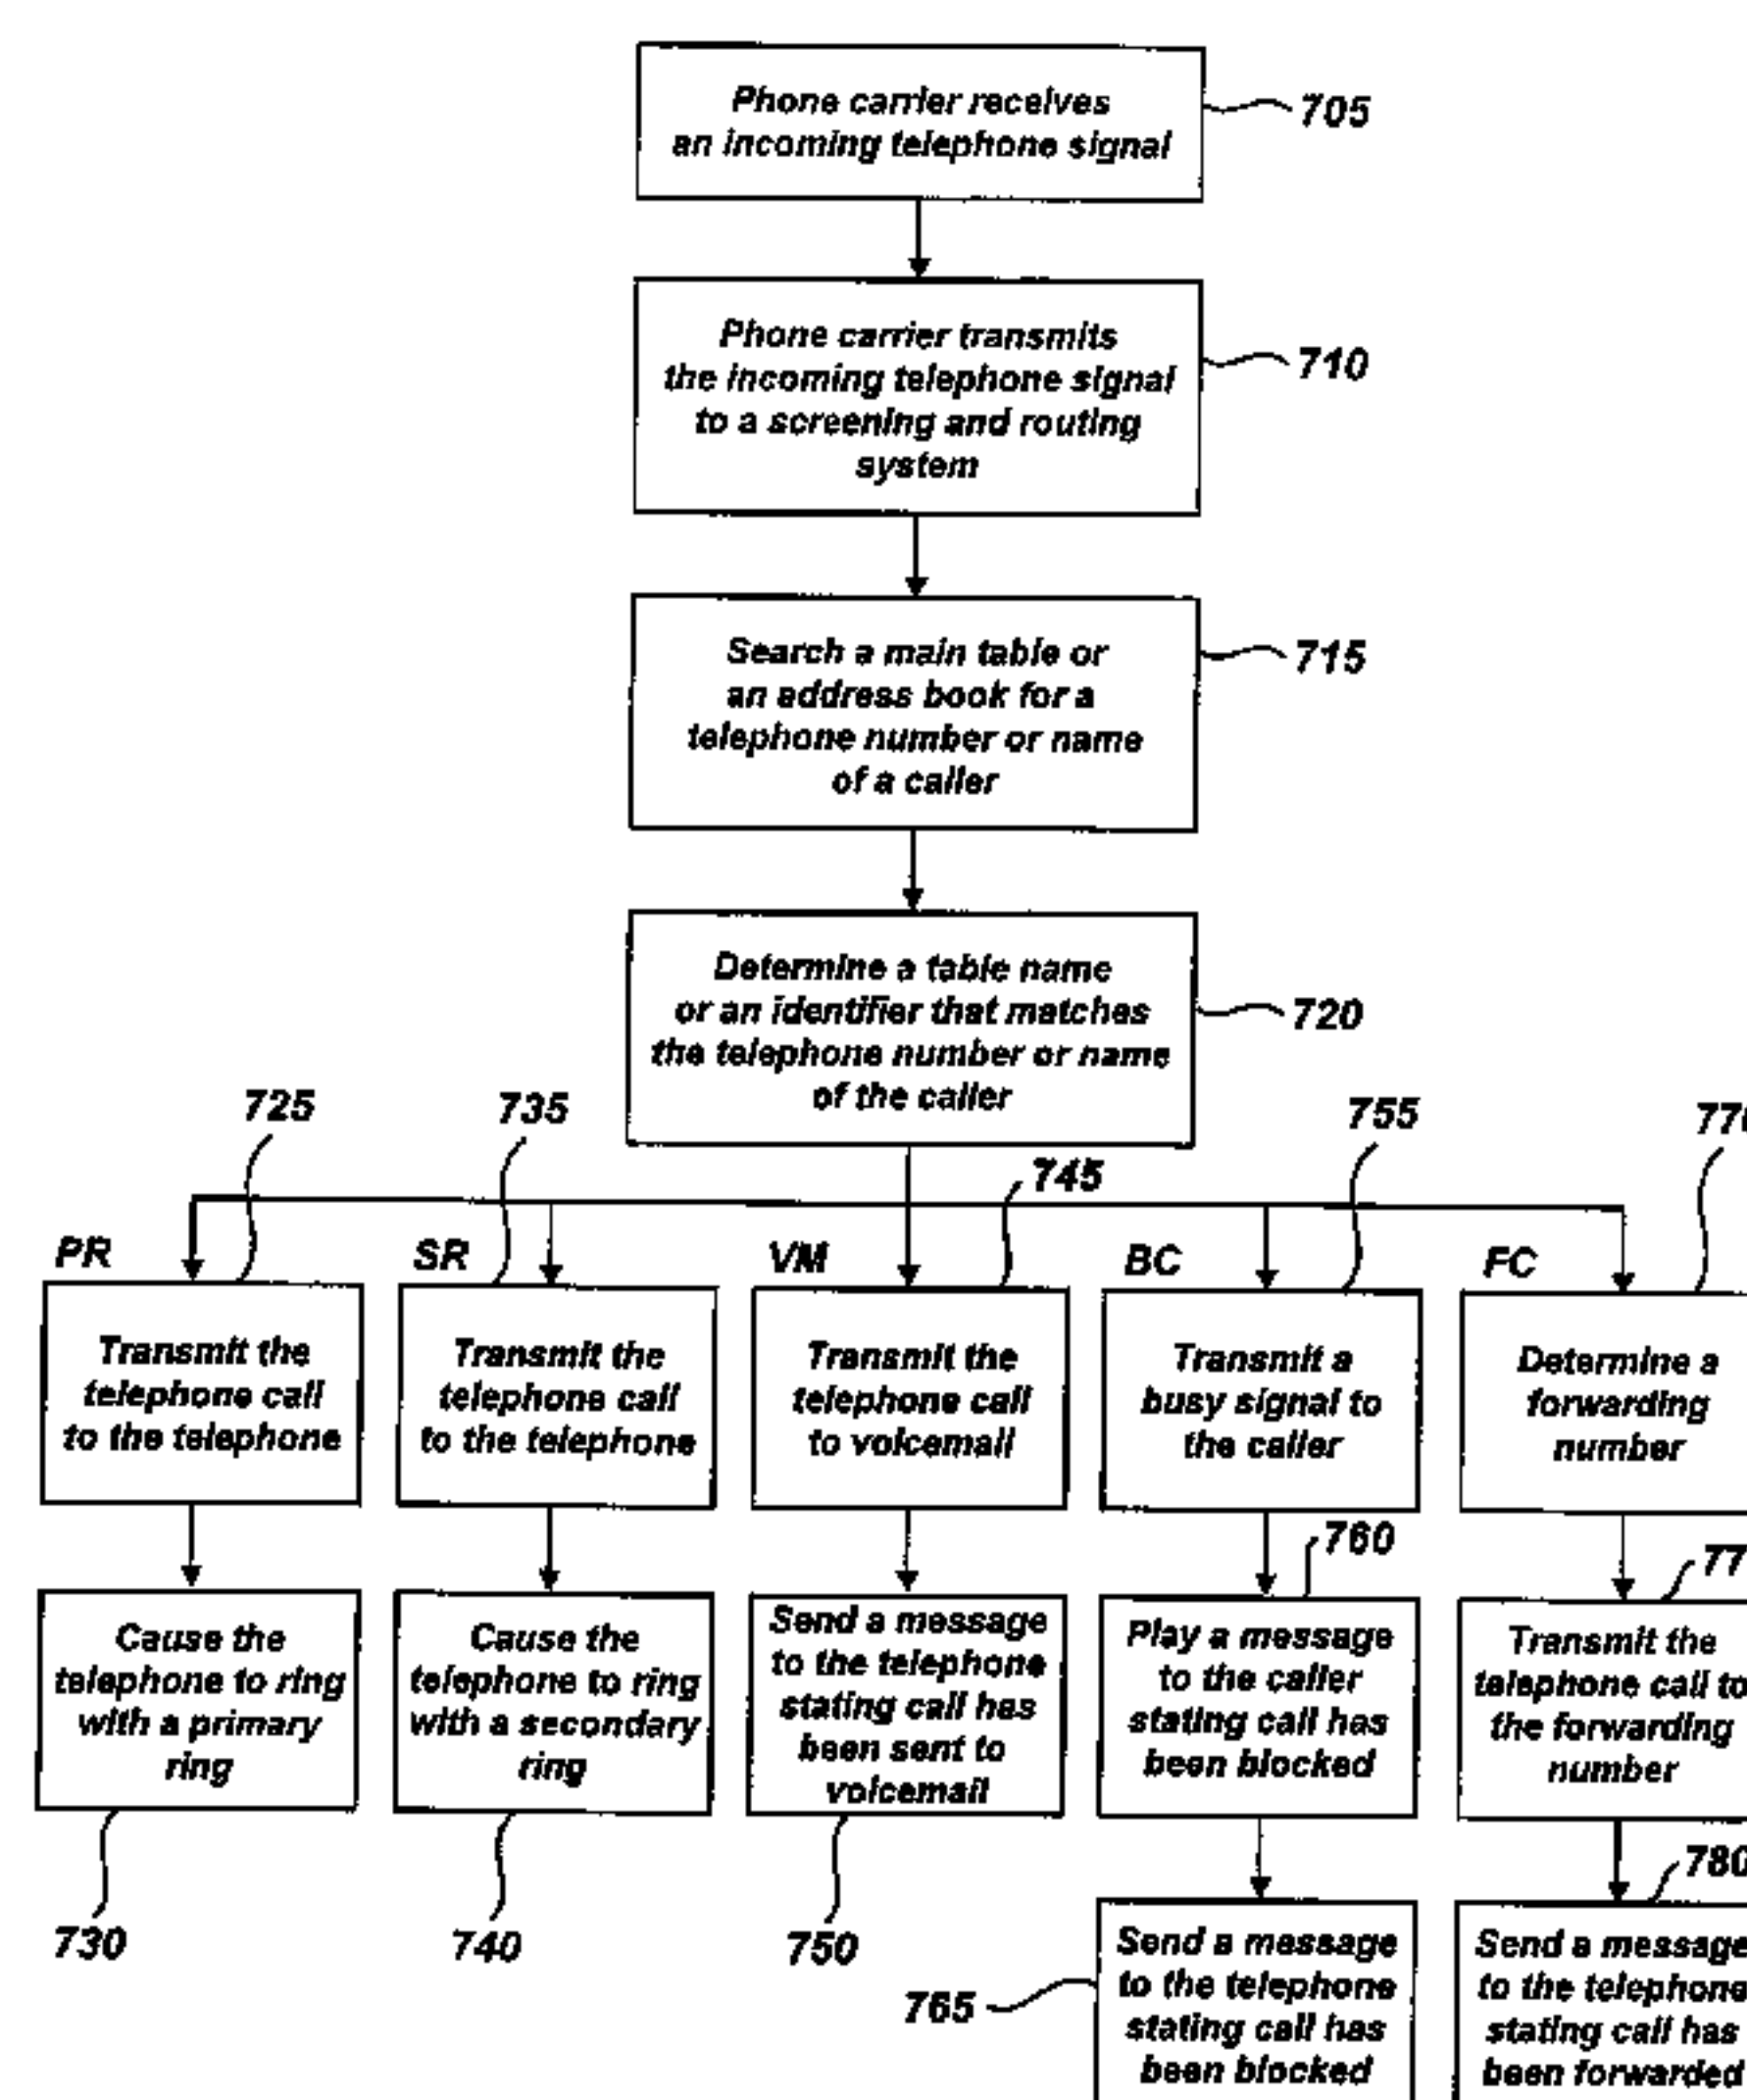 Phone carrier receives
an incoming telephone signal
705
Phone carrier transmits
the incoming telephone signal
to a screening and routing
system
710
Search a main table or
an address book for a
telephone number or name
of a caller
715
Determine a table name
or an identifier that matches
the telephone number or name
of the caller
720
725
735
745
755
770
PR
SR
VM
BC
FC
Transmit the
telephone call
to the telephone
Transmit the
telephone call
to the telephone
Transmit the
telephone call
to voicemail
Transmit a
busy signal to
the caller
Determine a
forwarding
number
760
77
Cause the
telephone to ring
with a primary
ring
Cause the
telephone to ring
with a secondary
ring
Send a message
to the telephone
stating call has
been sent to
voicemail
Play a message
to the caller
stating call has
been blocked
Transmit the
telephone call to
the forwarding
number
730
740
750
780
765
Send a message
to the telephone
stating call has
been blocked
Send a message
to the telephone
stating call has
been forwarded